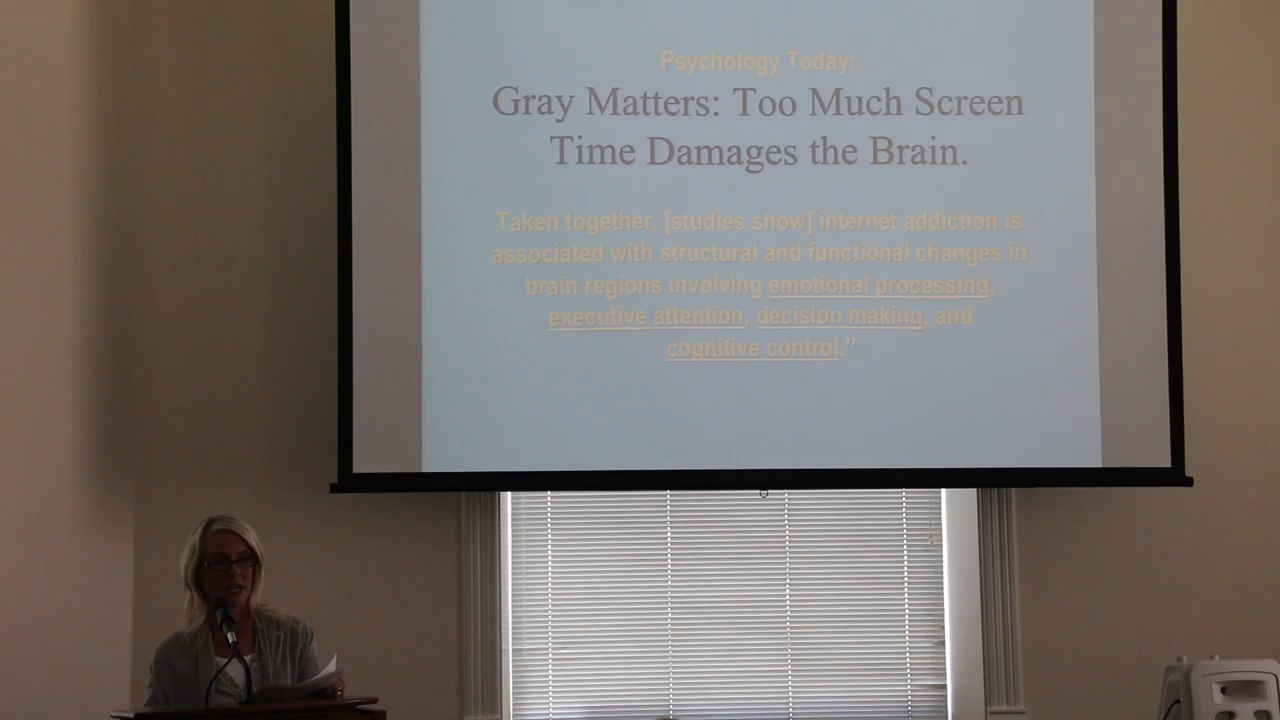 Psychology Today:
Gray Matters: Too Much Screen
Time Damages the Brain.
Taken together, [studies show] internet addiction is
associated with structural and functional changes in
brain regions involving emotional processing,
executive attention, decision making, and
cognitive control.”